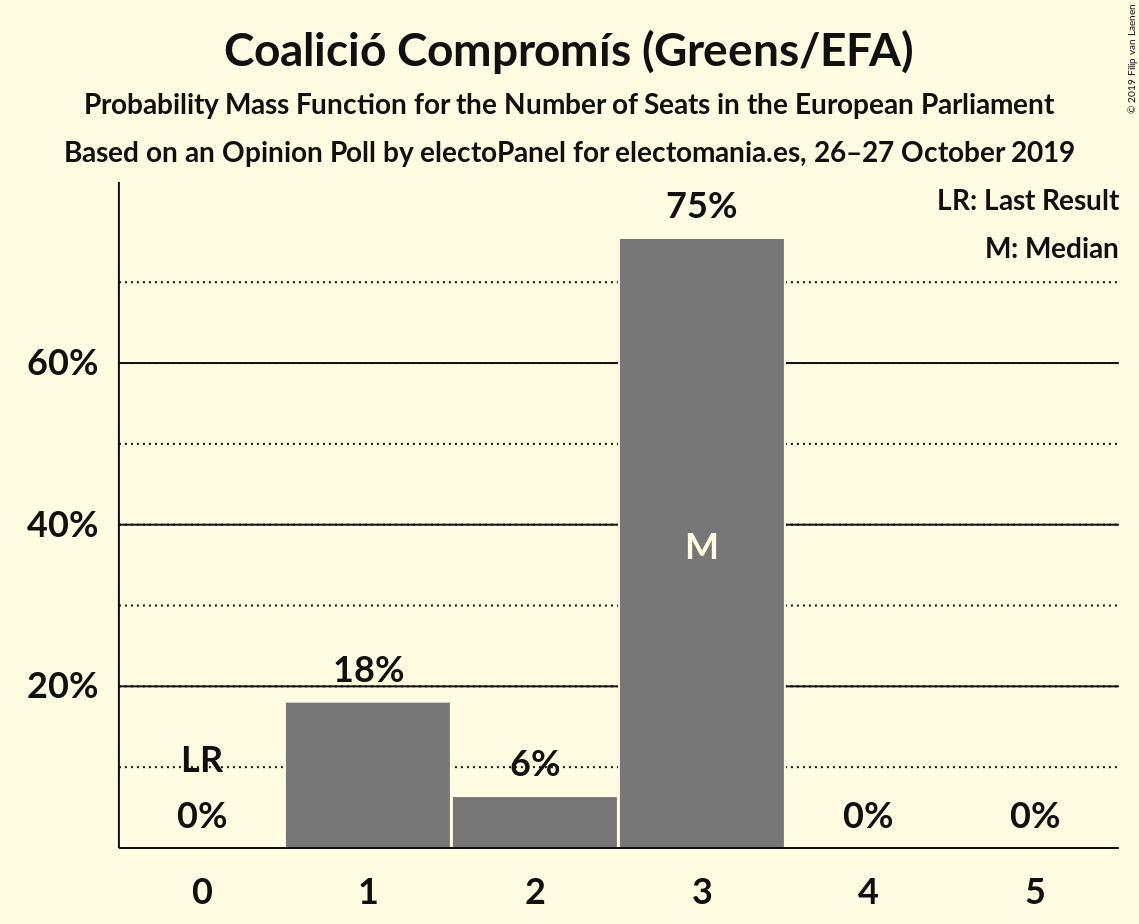 Coalició Compromís (Greens/EFA)
Probability Mass Function for the Number of Seats in the European Parliament
Based on an Opinion Poll by electoPanel for electomania.es, 26–27 October 2019
© 2019 Filip van Laenen
LR: Last Result
M: Median
75%
60%
40%
M
20%
18%
LR
6%
0%
0%
0%
0 1 2 3 4 5